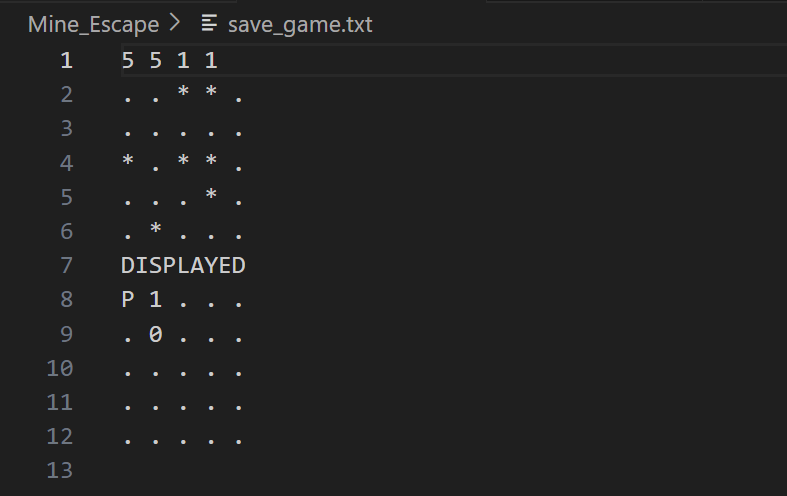 Mine_Escape > save_game.txt
1 5 5 1 1
2 . . * * .
3 . . . . .
4 * . * * .
5 . . . * .
6 . * . . .
7 DISPLAYED
8 P 1 . . .
9 . 0 . . .
10 . . . . .
11 . . . . .
12 . . . . .
13